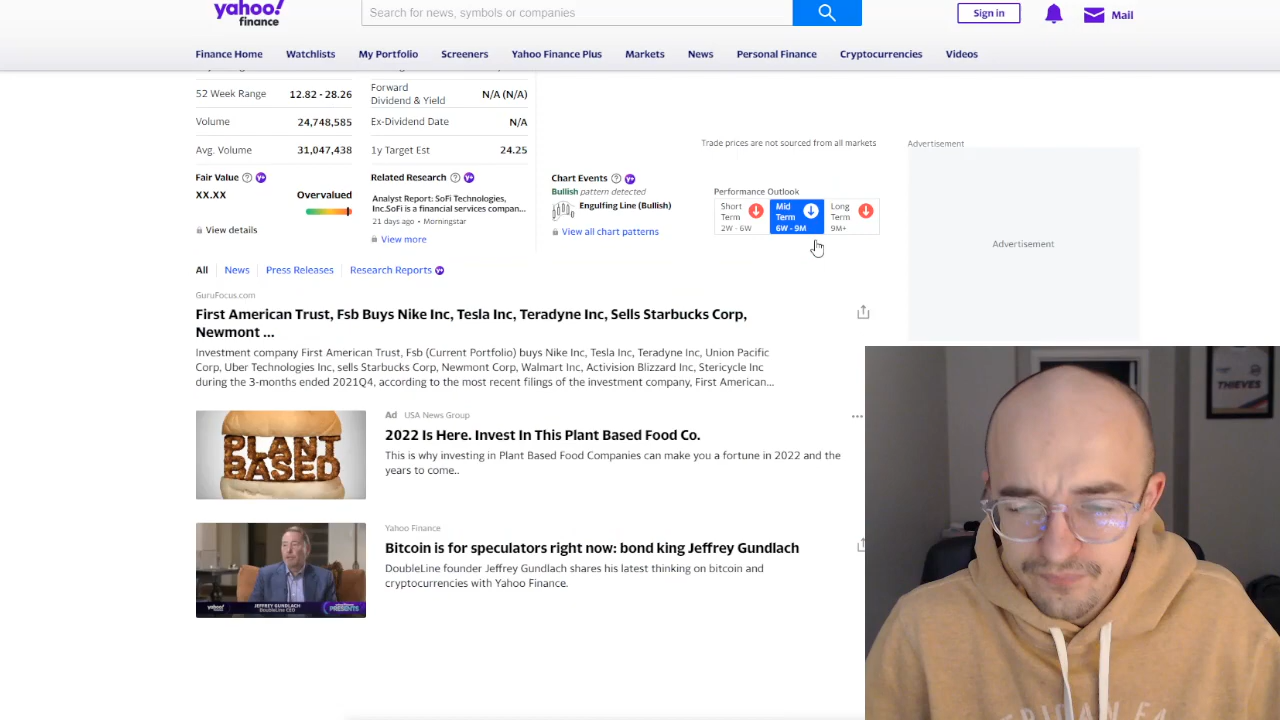 yahoo!
finance
Search for news, symbols or companies
Sign in
Mail
Finance Home
Watchlists
My Portfolio
Screeners
Yahoo Finance Plus
Markets
News
Personal Finance
Cryptocurrencies
Videos
52 Week Range
12.82 - 28.26
Volume
24,748,585
Avg. Volume
31,047,438
Forward
Dividend & Yield
N/A (N/A)
Ex-Dividend Date
N/A
1y Target Est
24.25
Fair Value
Y+
XX.XX
Overvalued
View details
Related Research
Y+
Analyst Report: SoFi Technologies,
Inc.SoFi is a financial services compan...
21 days ago • Morningstar
View more
Chart Events
Y+
Bullish pattern detected
Engulfing Line (Bullish)
View all chart patterns
Trade prices are not sourced from all markets
Performance Outlook
Short
Term
2W - 6W
Mid
Term
6W - 9M
Long
Term
9M+
Advertisement
Advertisement
All
News
Press Releases
Research Reports
Y+
GuruFocus.com
First American Trust, Fsb Buys Nike Inc, Tesla Inc, Teradyne Inc, Sells Starbucks Corp,
Newmont ...
Investment company First American Trust, Fsb (Current Portfolio) buys Nike Inc, Tesla Inc, Teradyne Inc, Union Pacific
Corp, Uber Technologies Inc, sells Starbucks Corp, Newmont Corp, Walmart Inc, Activision Blizzard Inc, Stericycle Inc
during the 3-months ended 2021Q4, according to the most recent filings of the investment company, First American...
PLANT
BASED
Ad
USA News Group
2022 Is Here. Invest In This Plant Based Food Co.
This is why investing in Plant Based Food Companies can make you a fortune in 2022 and the
years to come..
Yahoo Finance
Bitcoin is for speculators right now: bond king Jeffrey Gundlach
DoubleLine founder Jeffrey Gundlach shares his latest thinking on bitcoin and
cryptocurrencies with Yahoo Finance.
JEFFREY GUNDLACH
DoubleLine CEO
PRESENTS
THIEVES